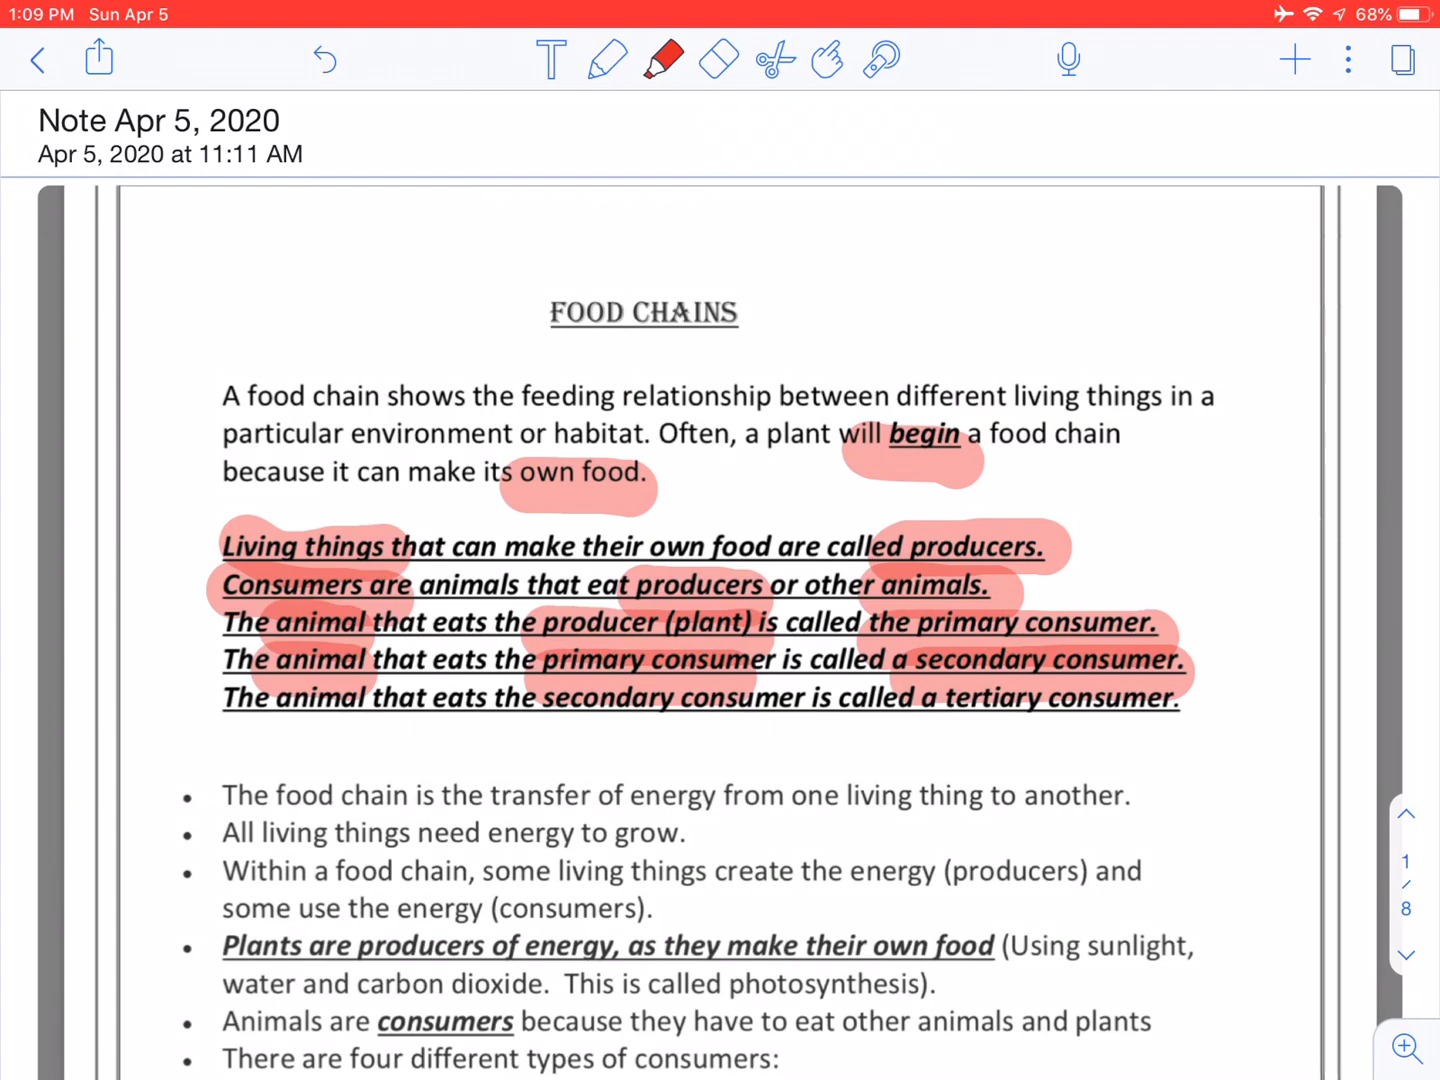 1:09 PM Sun Apr 5
68%
T
Note Apr 5, 2020
Apr 5, 2020 at 11:11 AM
FOOD CHAINS
A food chain shows the feeding relationship between different living things in a
particular environment or habitat. Often, a plant will begin a food chain
because it can make its own food.
Living things that can make their own food are called producers.
Consumers are animals that eat producers or other animals.
The animal that eats the producer (plant) is called the primary consumer.
The animal that eats the primary consumer is called a secondary consumer.
The animal that eats the secondary consumer is called a tertiary consumer.
• The food chain is the transfer of energy from one living thing to another.
• All living things need energy to grow.
• Within a food chain, some living things create the energy (producers) and
some use the energy (consumers).
• Plants are producers of energy, as they make their own food (Using sunlight,
water and carbon dioxide. This is called photosynthesis).
• Animals are consumers because they have to eat other animals and plants
• There are four different types of consumers:
1
/
8